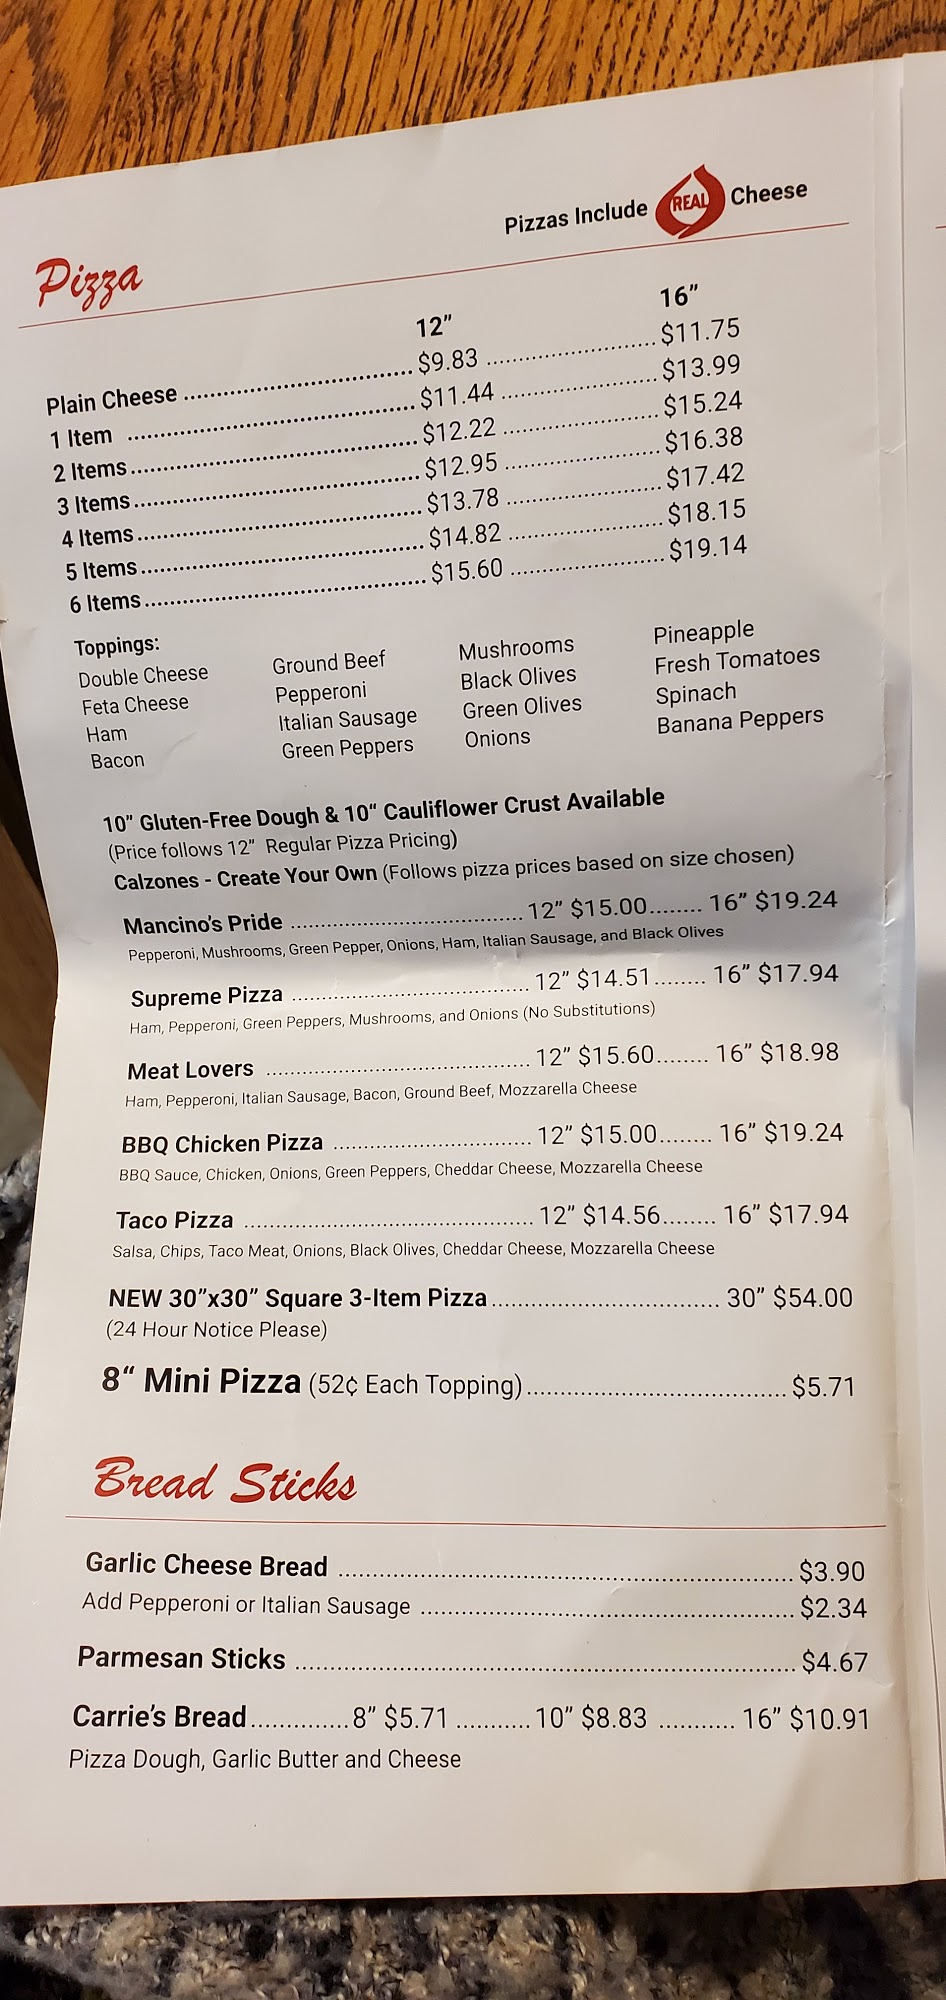 Pizzas Include REAL Cheese
Pizza
12” 16”
Plain Cheese ........ $9.83 ........ $11.75
1 Item ........ $11.44 ........ $13.99
2 Items ........ $12.22 ........ $15.24
3 Items ........ $12.95 ........ $16.38
4 Items ........ $13.78 ........ $17.42
5 Items ........ $14.82 ........ $18.15
6 Items ........ $15.60 ........ $19.14
Toppings:
Double Cheese Ground Beef Mushrooms Pineapple
Feta Cheese Pepperoni Black Olives Fresh Tomatoes
Ham Italian Sausage Green Olives Spinach
Bacon Green Peppers Onions Banana Peppers
10” Gluten-Free Dough & 10“ Cauliflower Crust Available
(Price follows 12” Regular Pizza Pricing)
Calzones - Create Your Own (Follows pizza prices based on size chosen)
Mancino's Pride ........ 12” $15.00 ........ 16” $19.24
Pepperoni, Mushrooms, Green Pepper, Onions, Ham, Italian Sausage, and Black Olives
Supreme Pizza ........ 12” $14.51 ........ 16” $17.94
Ham, Pepperoni, Green Peppers, Mushrooms, and Onions (No Substitutions)
Meat Lovers ........ 12” $15.60 ........ 16” $18.98
Ham, Pepperoni, Italian Sausage, Bacon, Ground Beef, Mozzarella Cheese
BBQ Chicken Pizza ........ 12” $15.00 ........ 16” $19.24
BBQ Sauce, Chicken, Onions, Green Peppers, Cheddar Cheese, Mozzarella Cheese
Taco Pizza ........ 12” $14.56 ........ 16” $17.94
Salsa, Chips, Taco Meat, Onions, Black Olives, Cheddar Cheese, Mozzarella Cheese
NEW 30”x30” Square 3-Item Pizza ........ 30” $54.00
(24 Hour Notice Please)
8“ Mini Pizza (52¢ Each Topping) ........ $5.71
Bread Sticks
Garlic Cheese Bread ........ $3.90
Add Pepperoni or Italian Sausage ........ $2.34
Parmesan Sticks ........ $4.67
Carrie's Bread ........ 8” $5.71 ........ 10” $8.83 ........ 16” $10.91
Pizza Dough, Garlic Butter and Cheese